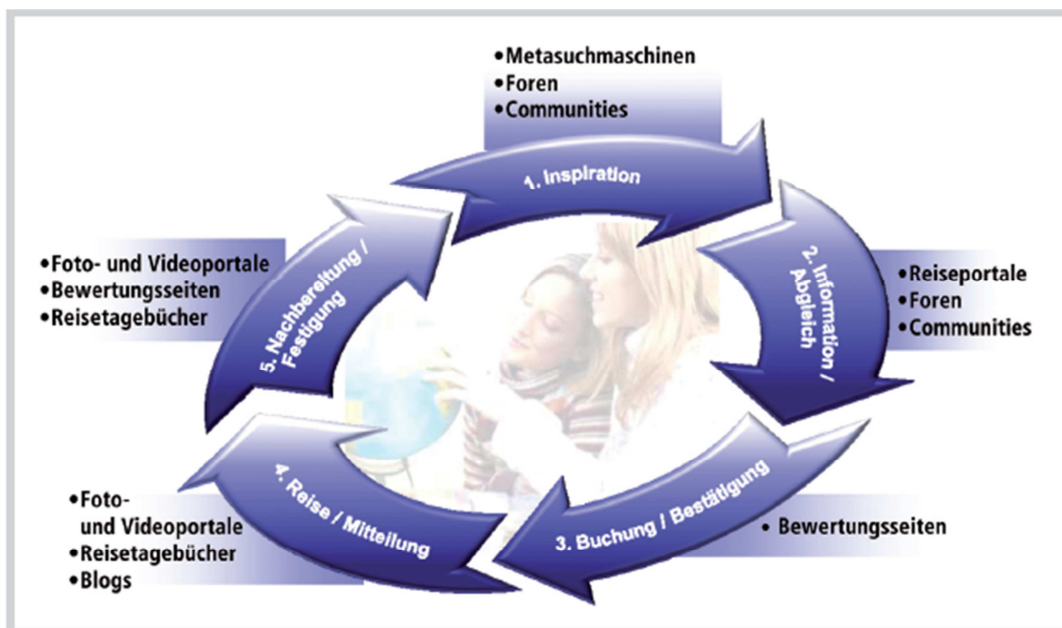 •Metasuchmaschinen
•Foren
•Communities
1. Inspiration
2. Information /
Abgleich
•Reiseportale
•Foren
•Communities
3. Buchung / Bestätigung
• Bewertungsseiten
4. Reise / Mitteilung
•Foto-
und Videoportale
•Reisetagebücher
•Blogs
5. Nachbereitung /
Festigung
•Foto- und Videoportale
•Bewertungsseiten
•Reisetagebücher